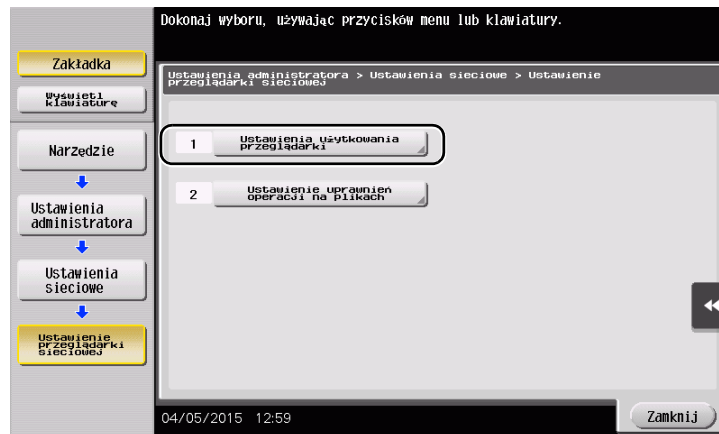 Dokonaj wyboru, używając przycisków menu lub klawiatury.
Zakładka
Wyświetl
klawiaturę
Narzędzie
Ustawienia
administratora
Ustawienia
sieciowe
Ustawienie
przeglądarki
sieciowej
Ustawienia administratora > Ustawienia sieciowe > Ustawienie
przeglądarki sieciowej
1 Ustawienia użytkowania
przeglądarki
2 Ustawienie uprawnień
operacji na plikach
04/05/2015 12:59
Zamknij